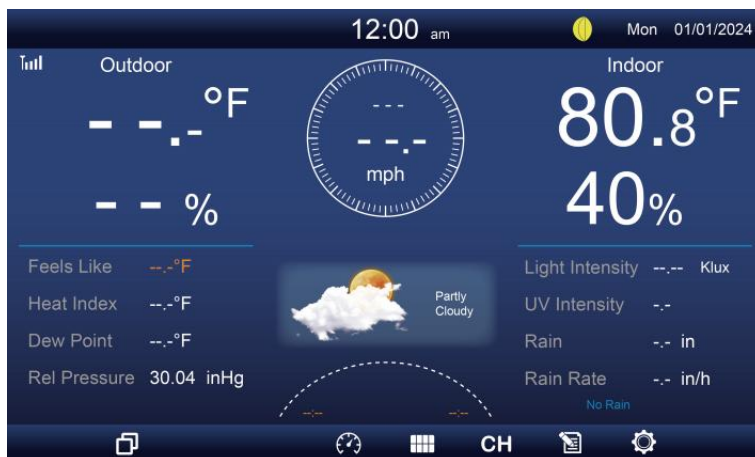 12:00 am
Mon 01/01/2024
Outdoor
--.-°F
-- %
Feels Like --.-°F
Heat Index --.-°F
Dew Point --.-°F
Rel Pressure 30.04 inHg
---
--.-
mph
Partly
Cloudy
--:-- --:--
Indoor
80.8°F
40%
Light Intensity --.-- Klux
UV Intensity -.-
Rain -.- in
Rain Rate -.- in/h
No Rain
CH